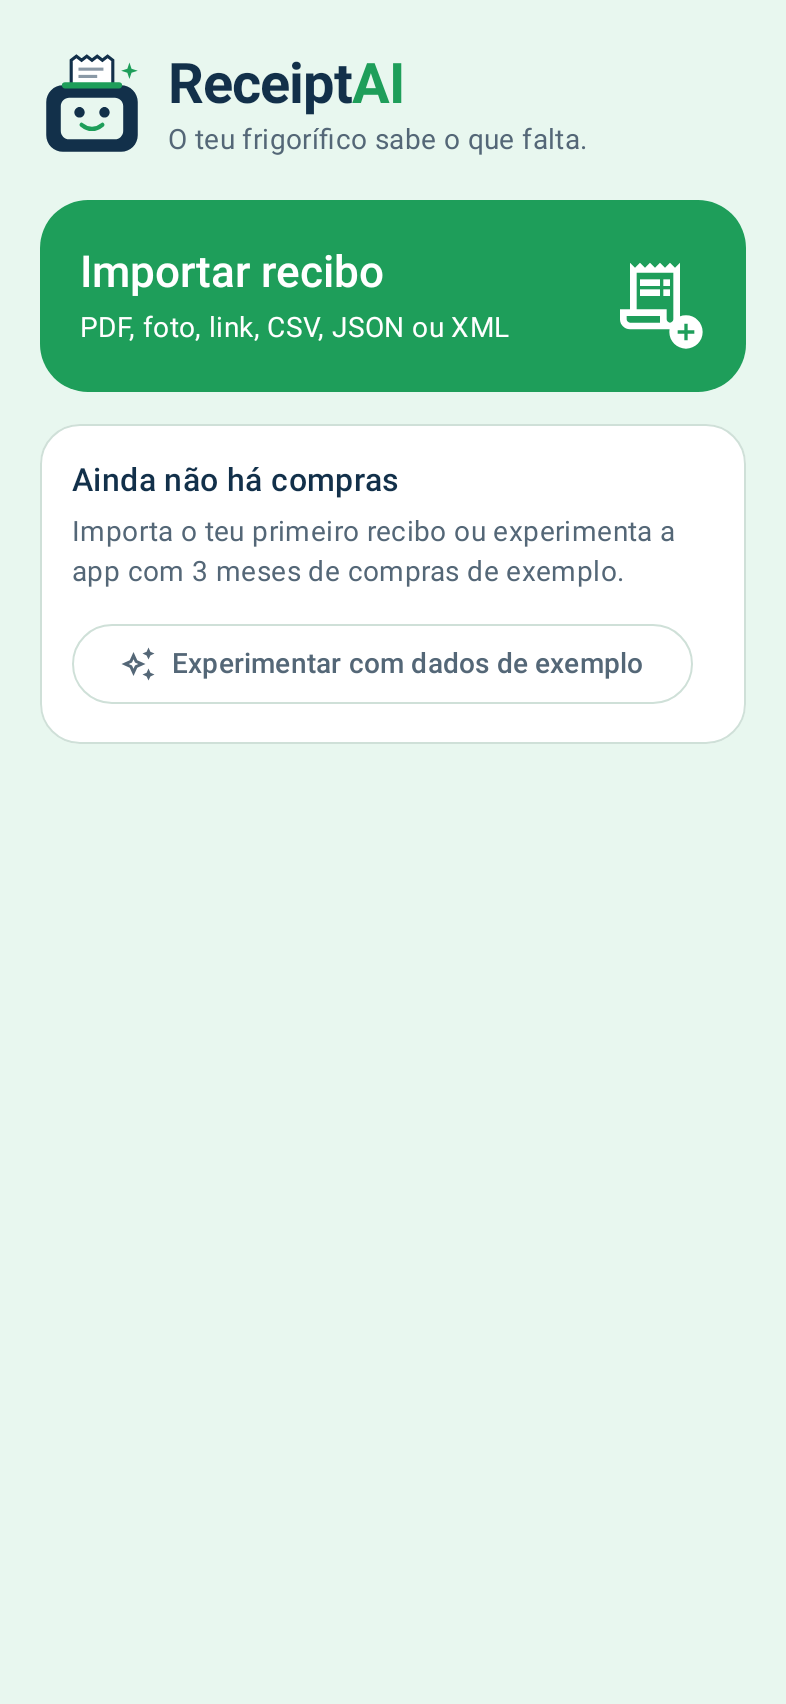 ReceiptAI
O teu frigorífico sabe o que falta.
Importar recibo
PDF, foto, link, CSV, JSON ou XML
Ainda não há compras
Importa o teu primeiro recibo ou experimenta a
app com 3 meses de compras de exemplo.
Experimentar com dados de exemplo